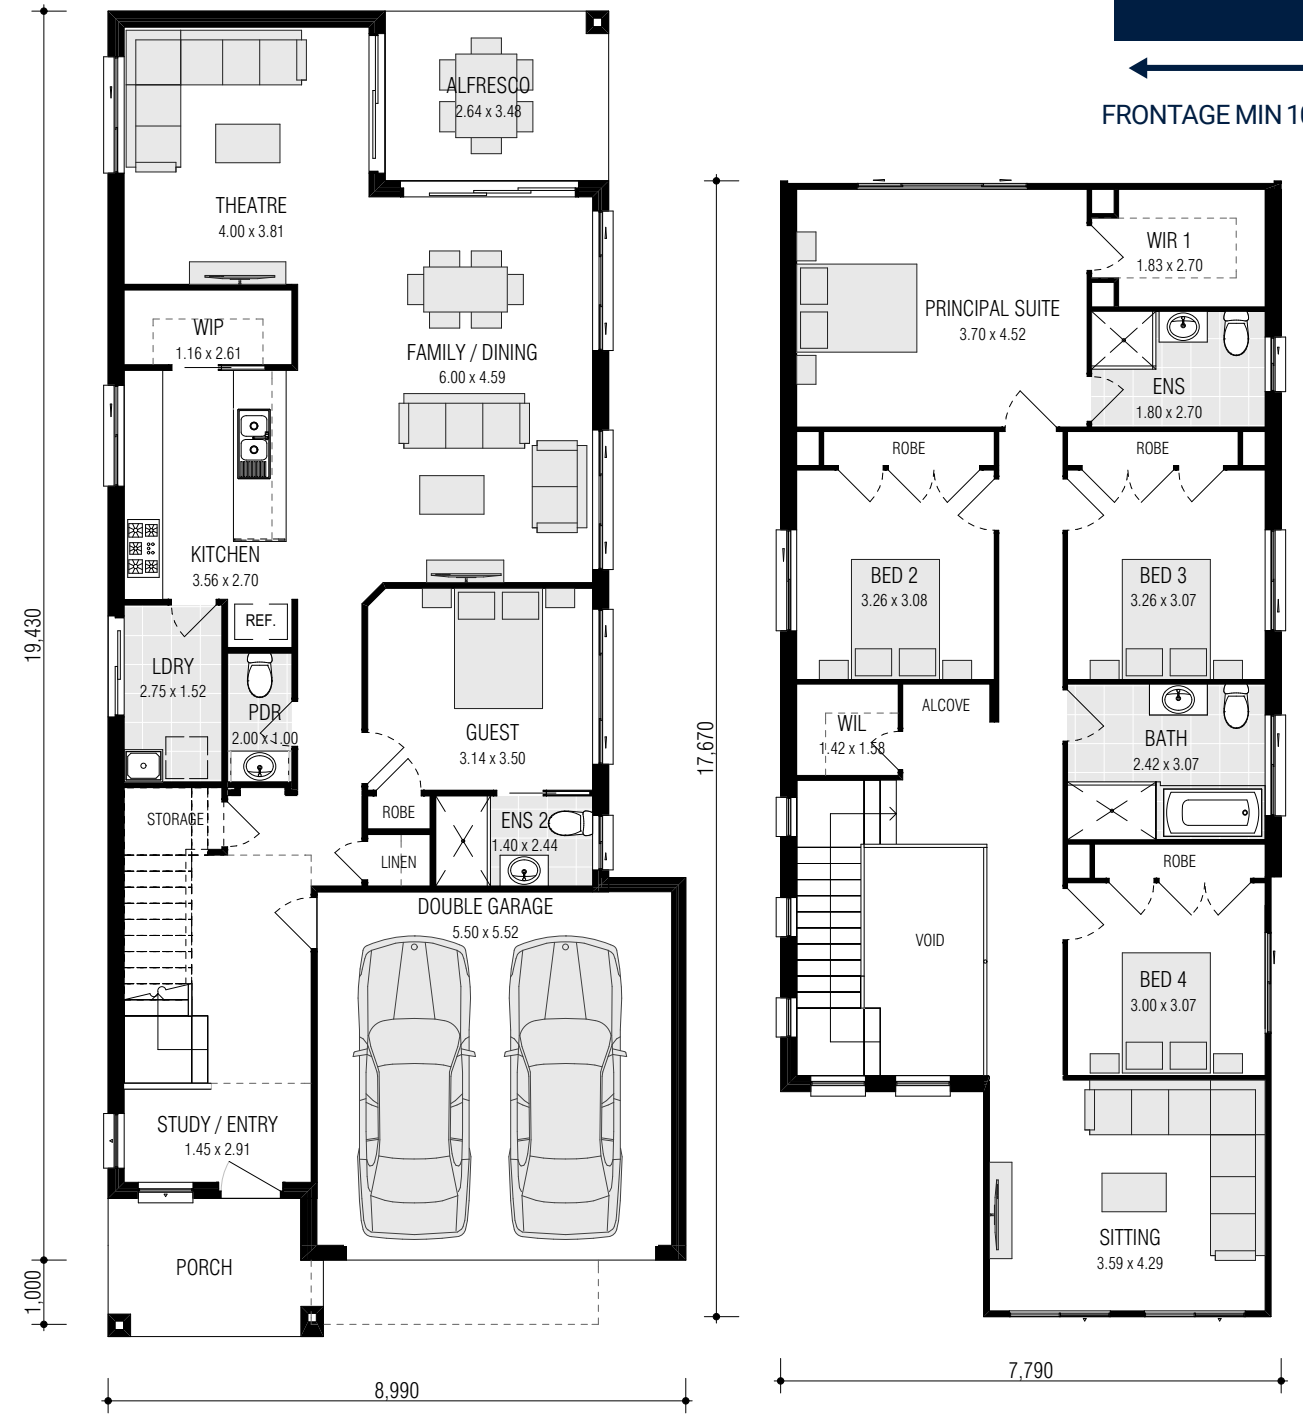 FRONTAGE MIN 10
ALFRESCO
2.64 x 3.48
THEATRE
4.00 x 3.81
WIP
1.16 x 2.61
FAMILY / DINING
6.00 x 4.59
KITCHEN
3.56 x 2.70
REF.
LDRY
2.75 x 1.52
PDR
2.00 x 1.00
GUEST
3.14 x 3.50
STORAGE
ROBE
LINEN
ENS 2
1.40 x 2.44
DOUBLE GARAGE
5.50 x 5.52
STUDY / ENTRY
1.45 x 2.91
PORCH
19,430
1,000
8,990
WIR 1
1.83 x 2.70
PRINCIPAL SUITE
3.70 x 4.52
ENS
1.80 x 2.70
ROBE
ROBE
BED 2
3.26 x 3.08
BED 3
3.26 x 3.07
WIL
1.42 x 1.58
ALCOVE
BATH
2.42 x 3.07
ROBE
VOID
BED 4
3.00 x 3.07
SITTING
3.59 x 4.29
17,670
7,790